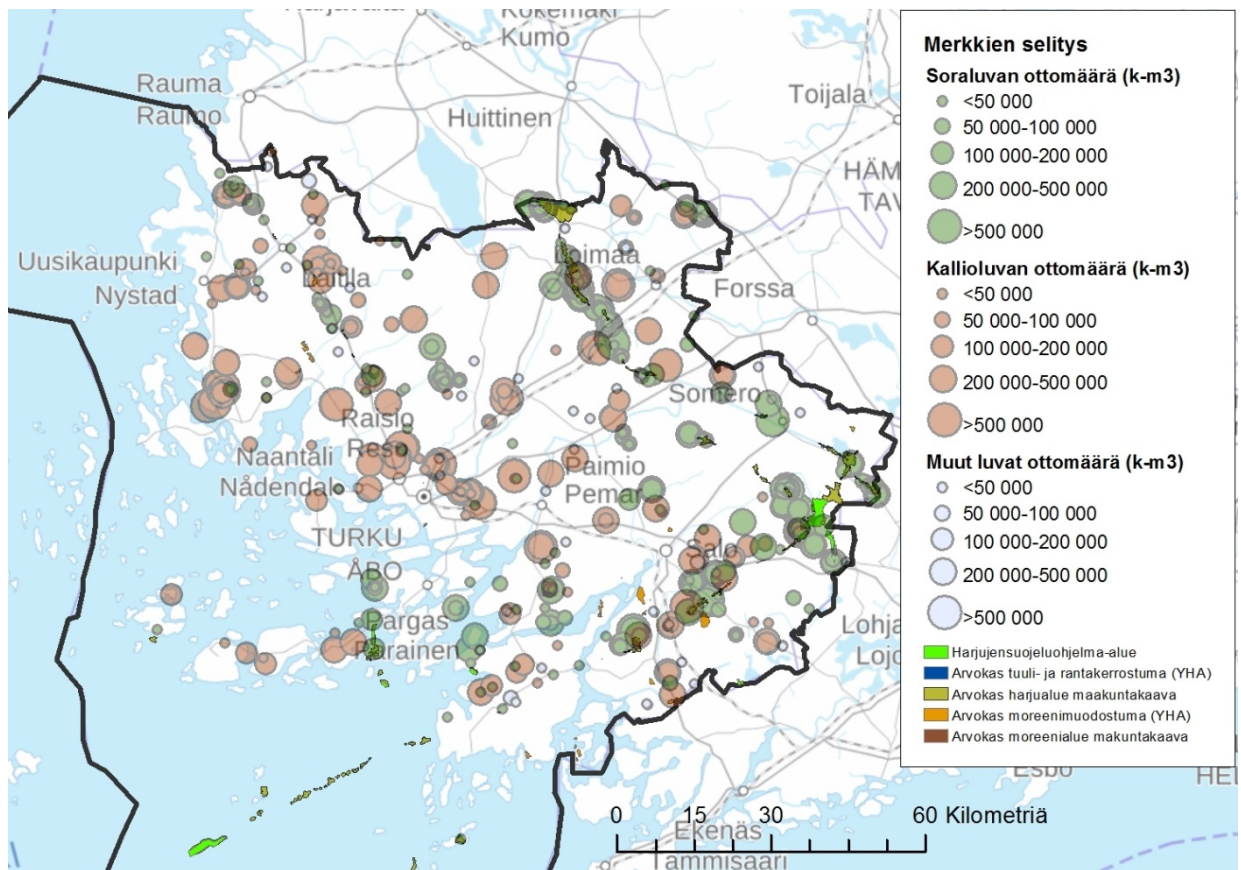 Kokemäki
Kumo
Rauma
Raumo
Toijala
Huittinen
HÄM
TAV
Uusikaupunki
Nystad
Laitila
Loimaa
Forssa
Somero
Raisio
Reso
Naantali
Nådendal
Paimio
Pemar
TURKU
ÅBO
Salo
Pargas
Parainen
Lohja
Lojo
Esbo
HEL
Ekenäs
Tammisaari
0 15 30 60 Kilometriä
Merkkien selitys
Soraluvan ottomäärä (k-m3)
<50 000
50 000-100 000
100 000-200 000
200 000-500 000
>500 000
Kallioluvan ottomäärä (k-m3)
<50 000
50 000-100 000
100 000-200 000
200 000-500 000
>500 000
Muut luvat ottomäärä (k-m3)
<50 000
50 000-100 000
100 000-200 000
200 000-500 000
>500 000
Harjujensuojeluohjelma-alue
Arvokas tuuli- ja rantakerrostuma (YHA)
Arvokas harjualue maakuntakaava
Arvokas moreenimuodostuma (YHA)
Arvokas moreenialue makuntakaava